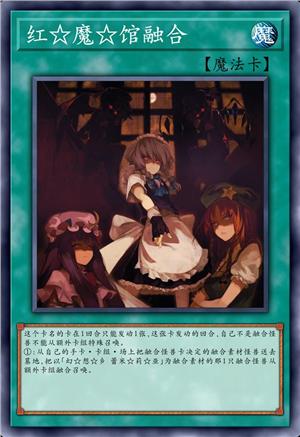 红☆魔☆馆融合
魔
【魔法卡】
这个卡名的卡在1回合只能发动1张,这张卡发动的回合,自己不是融合怪
兽不能从额外卡组特殊召唤。
①:从自己的手卡·卡组·场上把融合怪兽卡决定的融合素材怪兽送去
墓地,把以「幻☆想☆乡 蕾米☆莉☆亚」为融合素材的那1只融合怪兽从
额外卡组融合召唤。